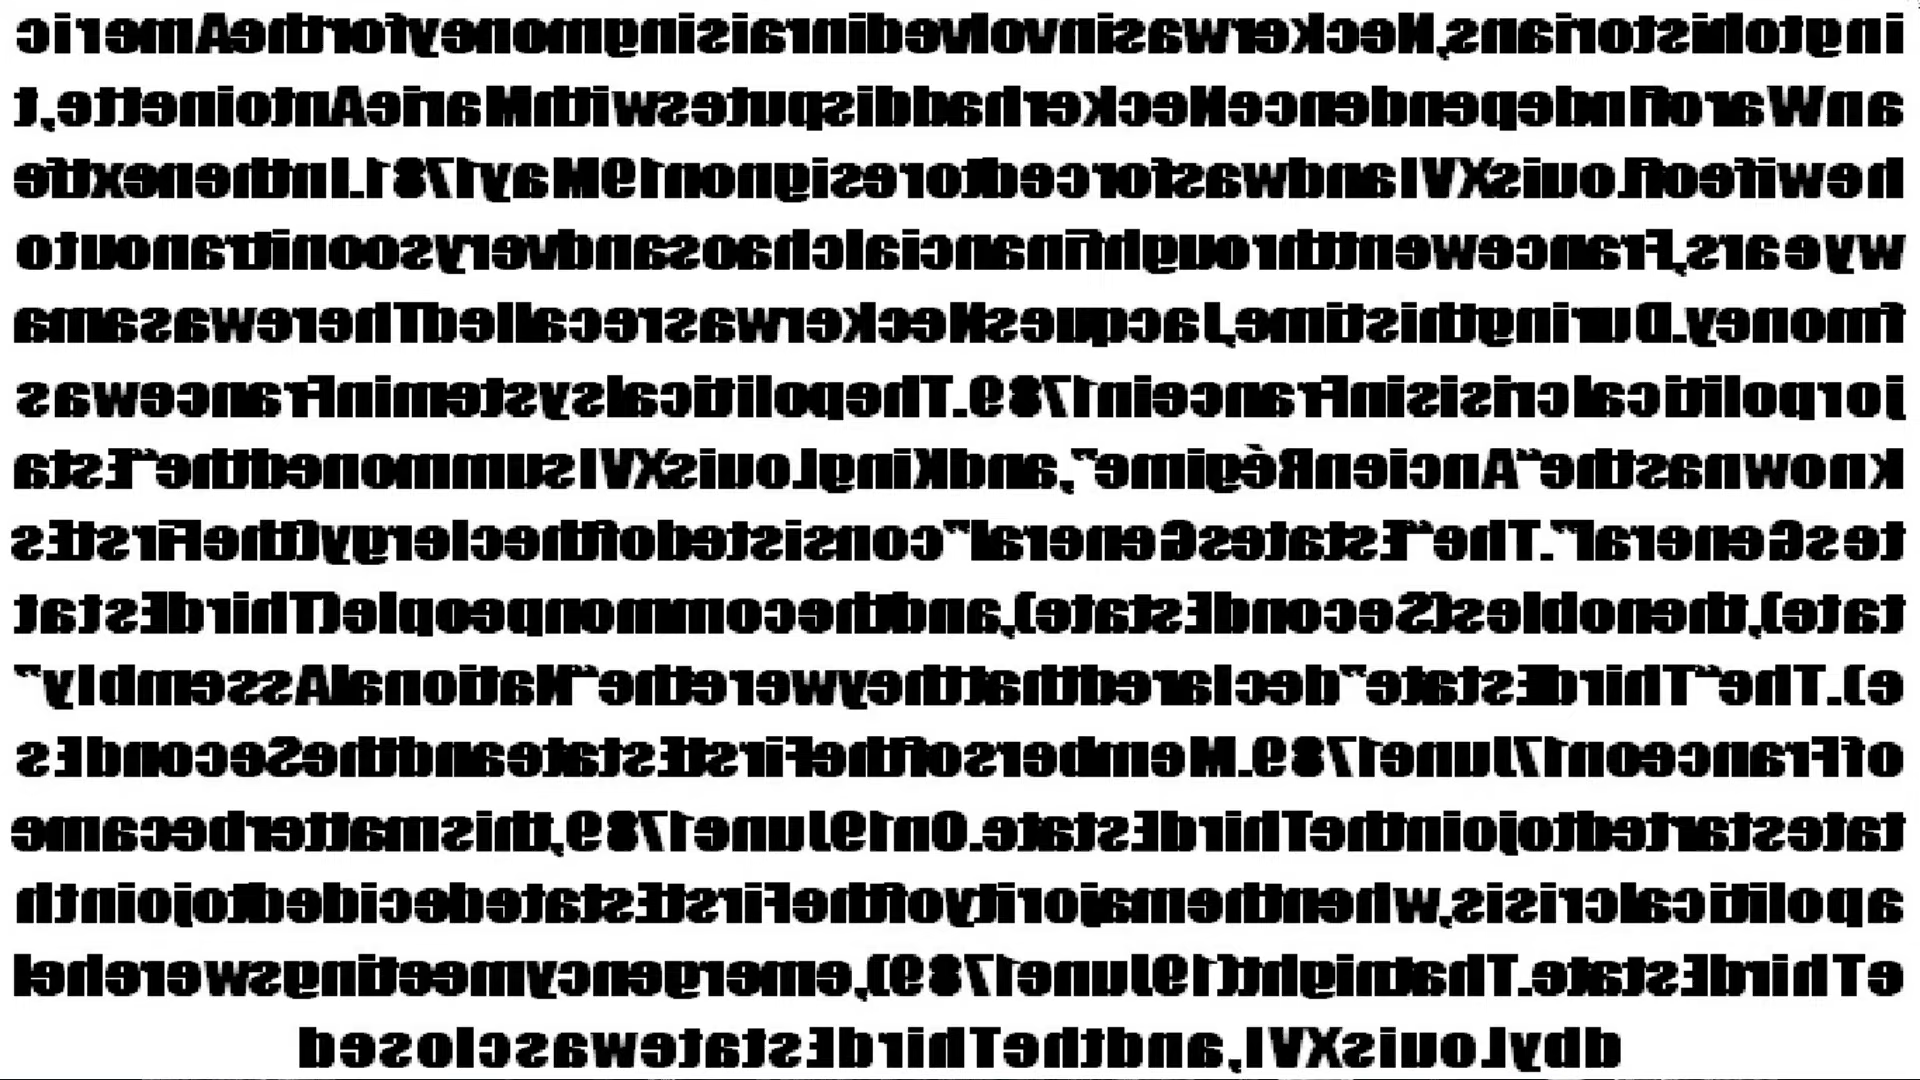 ingtohistorians,Neckerwasinvolvedinraisingmoneyfortheameric
anWarofIndependenceNeckerhaddisputeswithMarieAntoinette,t
hewifeofLouisXVIandwasforcedtoresignon19May1781.Inthenextfe
wyears,Francewentthroughfinancialchaosandverysoonitranouto
fmoney.Duringthistime,JacquesNeckerwasrecalledTherewasama
jorpoliticalcrisisinFrancein1789.ThepoliticalsysteminFrancewas
knownasthe“AncienRégime”,andKingLouisXVIsummonedthe“Esta
tesGeneral”.The“EstatesGeneral”consistedoftheclergy(theFirstEs
tate),thenobles(SecondEstate),andthecommonpeople(ThirdEstat
e).The“ThirdEstate”declaredthattheywerethe“NationalAssembly”
ofFranceon17June1789.MembersoftheFirstEstateandtheSecondEs
tatestartedtojointheThirdEstate.On19June1789,thismatterbecame
apoliticalcrisis,whenthemajorityoftheFirstEstatedecidedtojointh
eThirdEstate.Thatnight(19June1789),emergencymeetingswerehel
dbyLouisXVI,andtheThirdEstatewasclosed